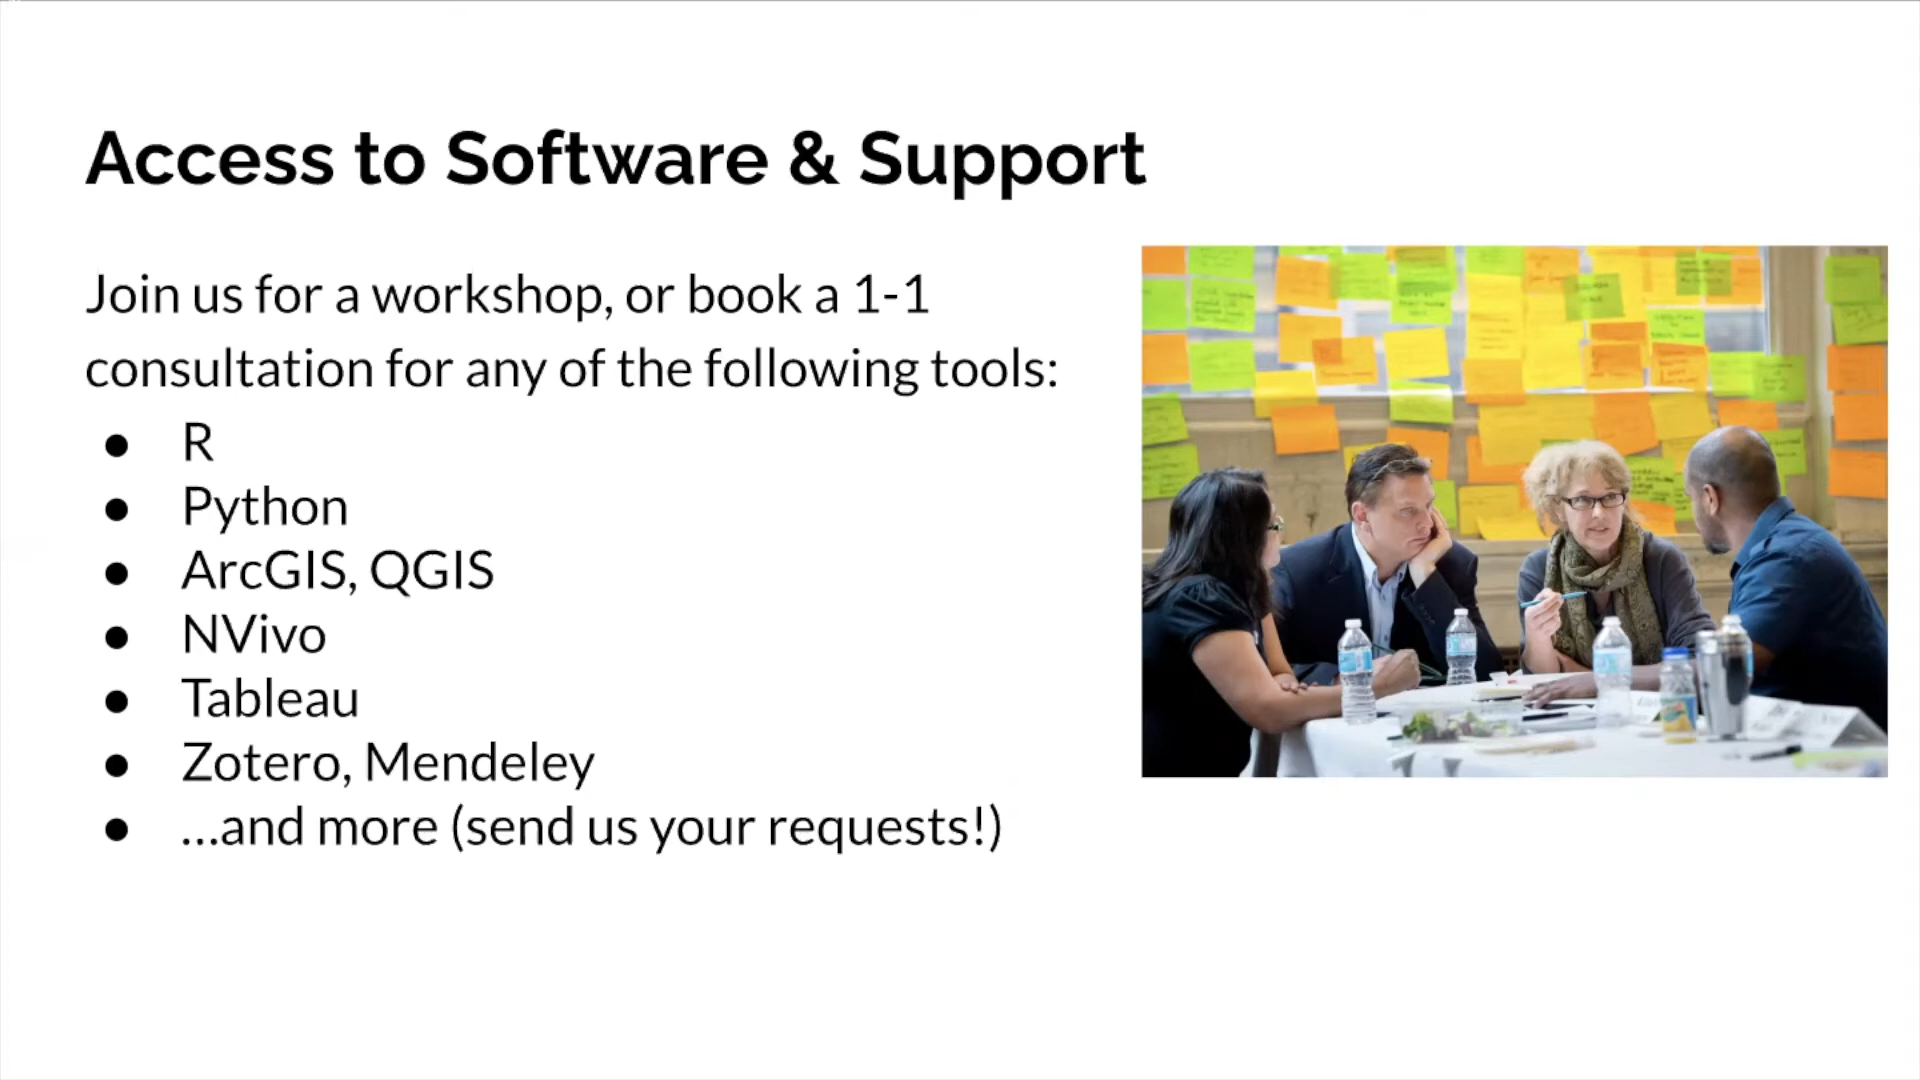 Access to Software & Support
Join us for a workshop, or book a 1-1
consultation for any of the following tools:
● R
● Python
● ArcGIS, QGIS
● NVivo
● Tableau
● Zotero, Mendeley
● ...and more (send us your requests!)